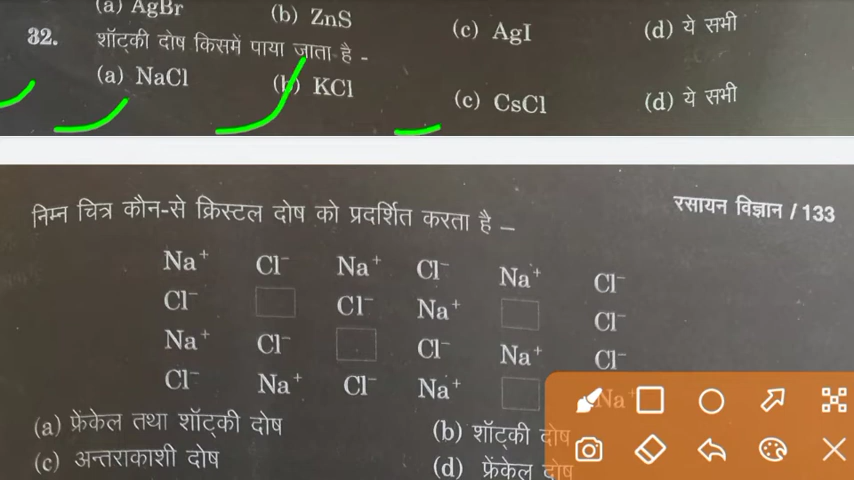 (a) AgBr (b) ZnS (c) AgI (d) ये सभी
32. शॉट्की दोष किसमें पाया जाता है -
(a) NaCl (b) KCl (c) CsCl (d) ये सभी
रसायन विज्ञान / 133
निम्न चित्र कौन-से क्रिस्टल दोष को प्रदर्शित करता है –
Na⁺ Cl⁻ Na⁺ Cl⁻ Na⁺ Cl⁻
Cl⁻ Cl⁻ Na⁺ Cl⁻
Na⁺ Cl⁻ Cl⁻ Na⁺ Cl⁻
Cl⁻ Na⁺ Cl⁻ Na⁺ Na⁺
(a) फ्रेंकेल तथा शॉट्की दोष (b) शॉट्की दोष
(c) अन्तराकाशी दोष (d) फ्रेंकेल दोष